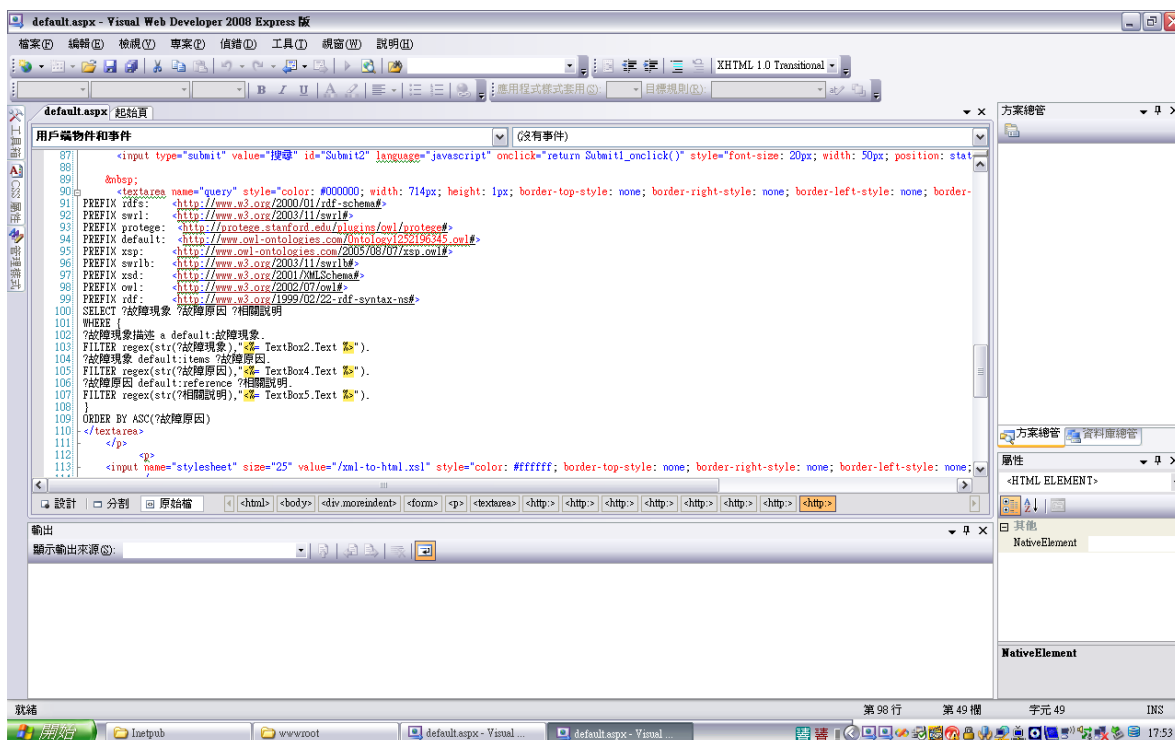 default.aspx - Visual Web Developer 2008 Express 版
檔案(F) 編輯(E) 檢視(V) 專案(P) 偵錯(D) 工具(T) 視窗(W) 說明(H)
XHTML 1.0 Transitional
B I U A 應用程式樣式套用(S): 目標規則(R):
default.aspx 起始頁
用戶端物件和事件 (沒有事件)
87 <input type="submit" value="搜尋" id="Submit2" language="javascript" onclick="return Submit1_onclick()" style="font-size: 20px; width: 50px; position: stat
88
89 &nbsp;
90 <textarea name="query" style="color: #000000; width: 714px; height: 1px; border-top-style: none; border-right-style: none; border-left-style: none; border-
91 PREFIX rdfs: <http://www.w3.org/2000/01/rdf-schema#>
92 PREFIX swrl: <http://www.w3.org/2003/11/swrl#>
93 PREFIX protege: <http://protege.stanford.edu/plugins/owl/protege#>
94 PREFIX default: <http://www.owl-ontologies.com/Ontology1252196345.owl#>
95 PREFIX xsp: <http://www.owl-ontologies.com/2005/08/07/xsp.owl#>
96 PREFIX swrlb: <http://www.w3.org/2003/11/swrlb#>
97 PREFIX xsd: <http://www.w3.org/2001/XMLSchema#>
98 PREFIX owl: <http://www.w3.org/2002/07/owl#>
99 PREFIX rdf: <http://www.w3.org/1999/02/22-rdf-syntax-ns#>
100 SELECT ?故障現象 ?故障原因 ?相關說明
101 WHERE {
102 ?故障現象描述 a default:故障現象.
103 FILTER regex(str(?故障現象),"<%= TextBox2.Text %>").
104 ?故障現象 default:items ?故障原因.
105 FILTER regex(str(?故障原因),"<%= TextBox4.Text %>").
106 ?故障原因 default:reference ?相關說明.
107 FILTER regex(str(?相關說明),"<%= TextBox5.Text %>").
108 }
109 ORDER BY ASC(?故障原因)
110 </textarea>
111 </p>
112 <p>
113 <input name="stylesheet" size="25" value="/xml-to-html.xsl" style="color: #ffffff; border-top-style: none; border-right-style: none; border-left-style: none;
設計 分割 原始檔 <html> <body> <div.moreindent> <form> <p> <textarea> <http:> <http:> <http:> <http:> <http:> <http:> <http:> <http:>
輸出
顯示輸出來源(S):
工具箱
CSS 屬性
管理樣式
方案總管
方案總管 資料庫總管
屬性
<HTML ELEMENT>
其他
NativeElement
NativeElement
就緒 第 98 行 第 49 欄 字元 49 INS
開始 Inetpub wwwroot default.aspx - Visual ... default.aspx - Visual ... 17:53